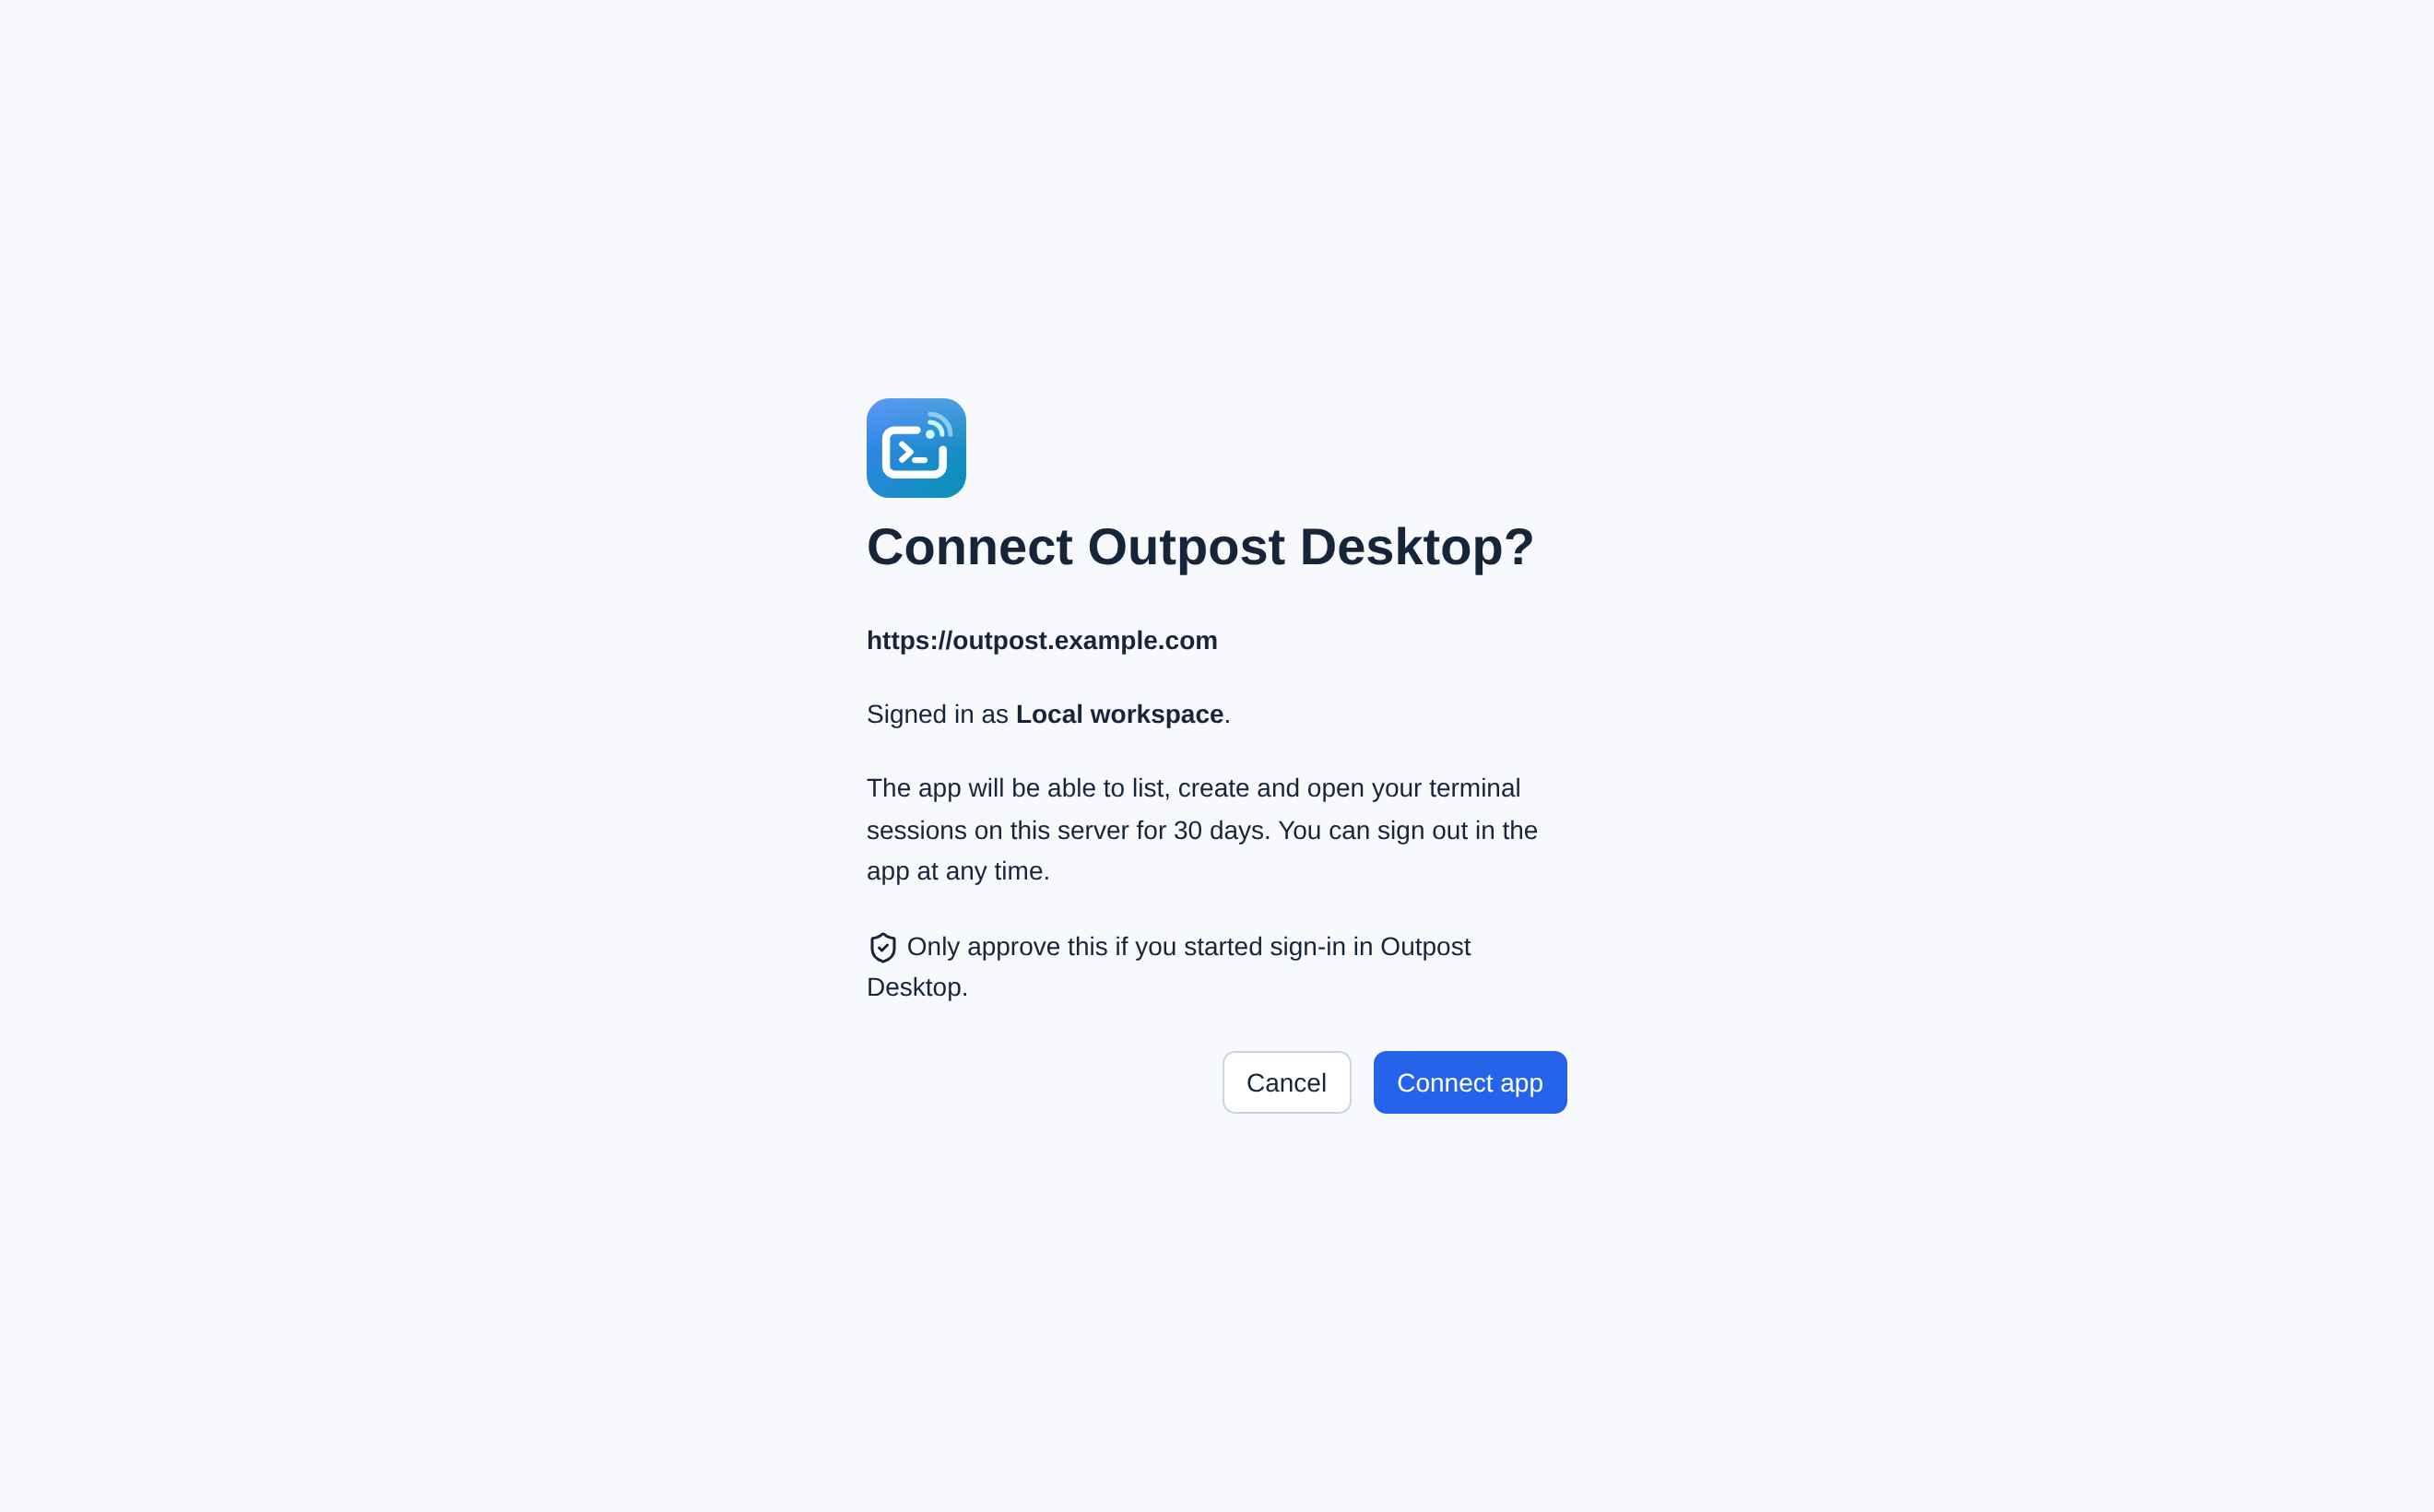 Connect Outpost Desktop?
https://outpost.example.com
Signed in as Local workspace.
The app will be able to list, create and open your terminal
sessions on this server for 30 days. You can sign out in the
app at any time.
Only approve this if you started sign-in in Outpost
Desktop.
Cancel
Connect app